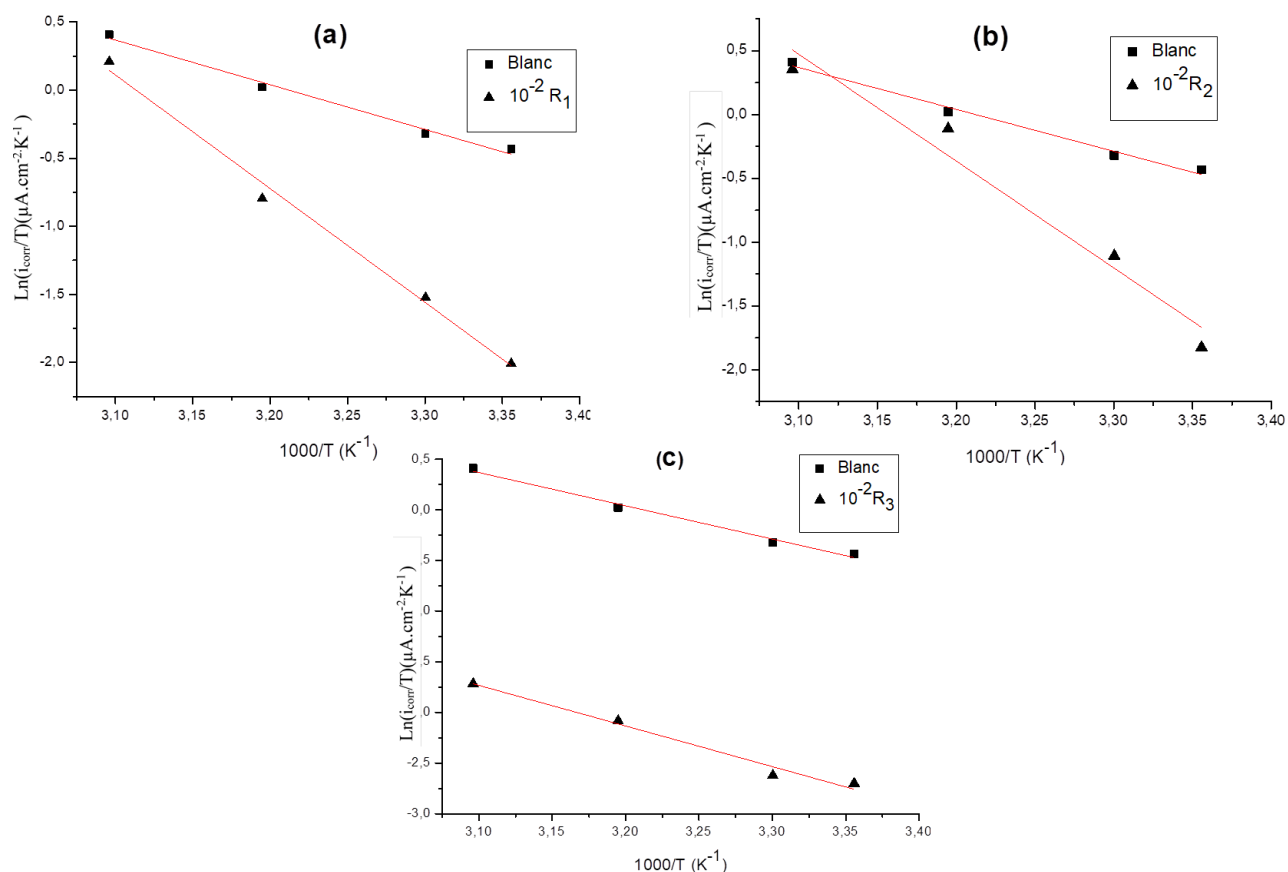 (a)
Blanc
10⁻² R₁
0,5
0,0
-0,5
-1,0
-1,5
-2,0
Ln(i_corr/T)(µA.cm⁻².K⁻¹)
3,10 3,15 3,20 3,25 3,30 3,35 3,40
1000/T (K⁻¹)
(b)
Blanc
10⁻² R₂
0,5
0,0
-0,5
-1,0
-1,5
-2,0
Ln(i_corr/T)(µA.cm⁻².K⁻¹)
3,10 3,15 3,20 3,25 3,30 3,35 3,40
1000/T (K⁻¹)
(c)
Blanc
10⁻²R₃
0,5
0,0
,5
,0
,5
,0
-2,5
-3,0
Ln(i_corr/T)(µA.cm⁻².K⁻¹)
3,10 3,15 3,20 3,25 3,30 3,35 3,40
1000/T (K⁻¹)